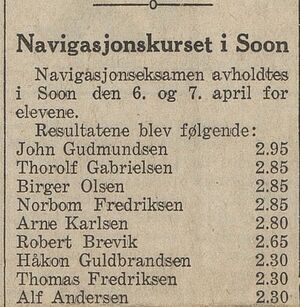 Navigasjonskurset i Soon
Navigasjonseksamen avholdtes
i Soon den 6. og 7. april for
elevene.
Resultatene blev følgende:
John Gudmundsen 2.95
Thorolf Gabrielsen 2.85
Birger Olsen 2.85
Norbom Fredriksen 2.85
Arne Karlsen 2.80
Robert Brevik 2.65
Håkon Guldbrandsen 2.30
Thomas Fredriksen 2.30
Alf Andersen 2.30